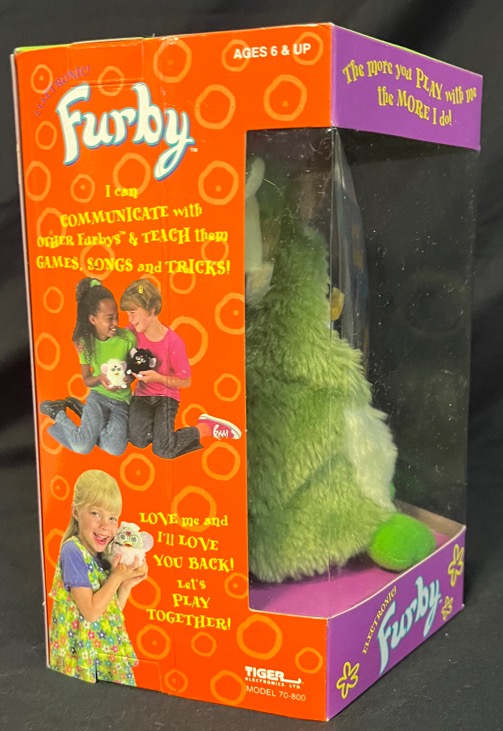 AGES 6 & UP
ELECTRONIC!
Furby™
I can
COMMUNICATE with
OTHER Furbys™ & TEACH them
GAMES, SONGS and TRICKS!
LOVE me and
I'll LOVE
YOU BACK!
Let's
PLAY
TOGETHER!
TIGER
ELECTRONICS LTD.
MODEL 70-800
The more you PLAY with me
the MORE I do!
ELECTRONIC!
Furby